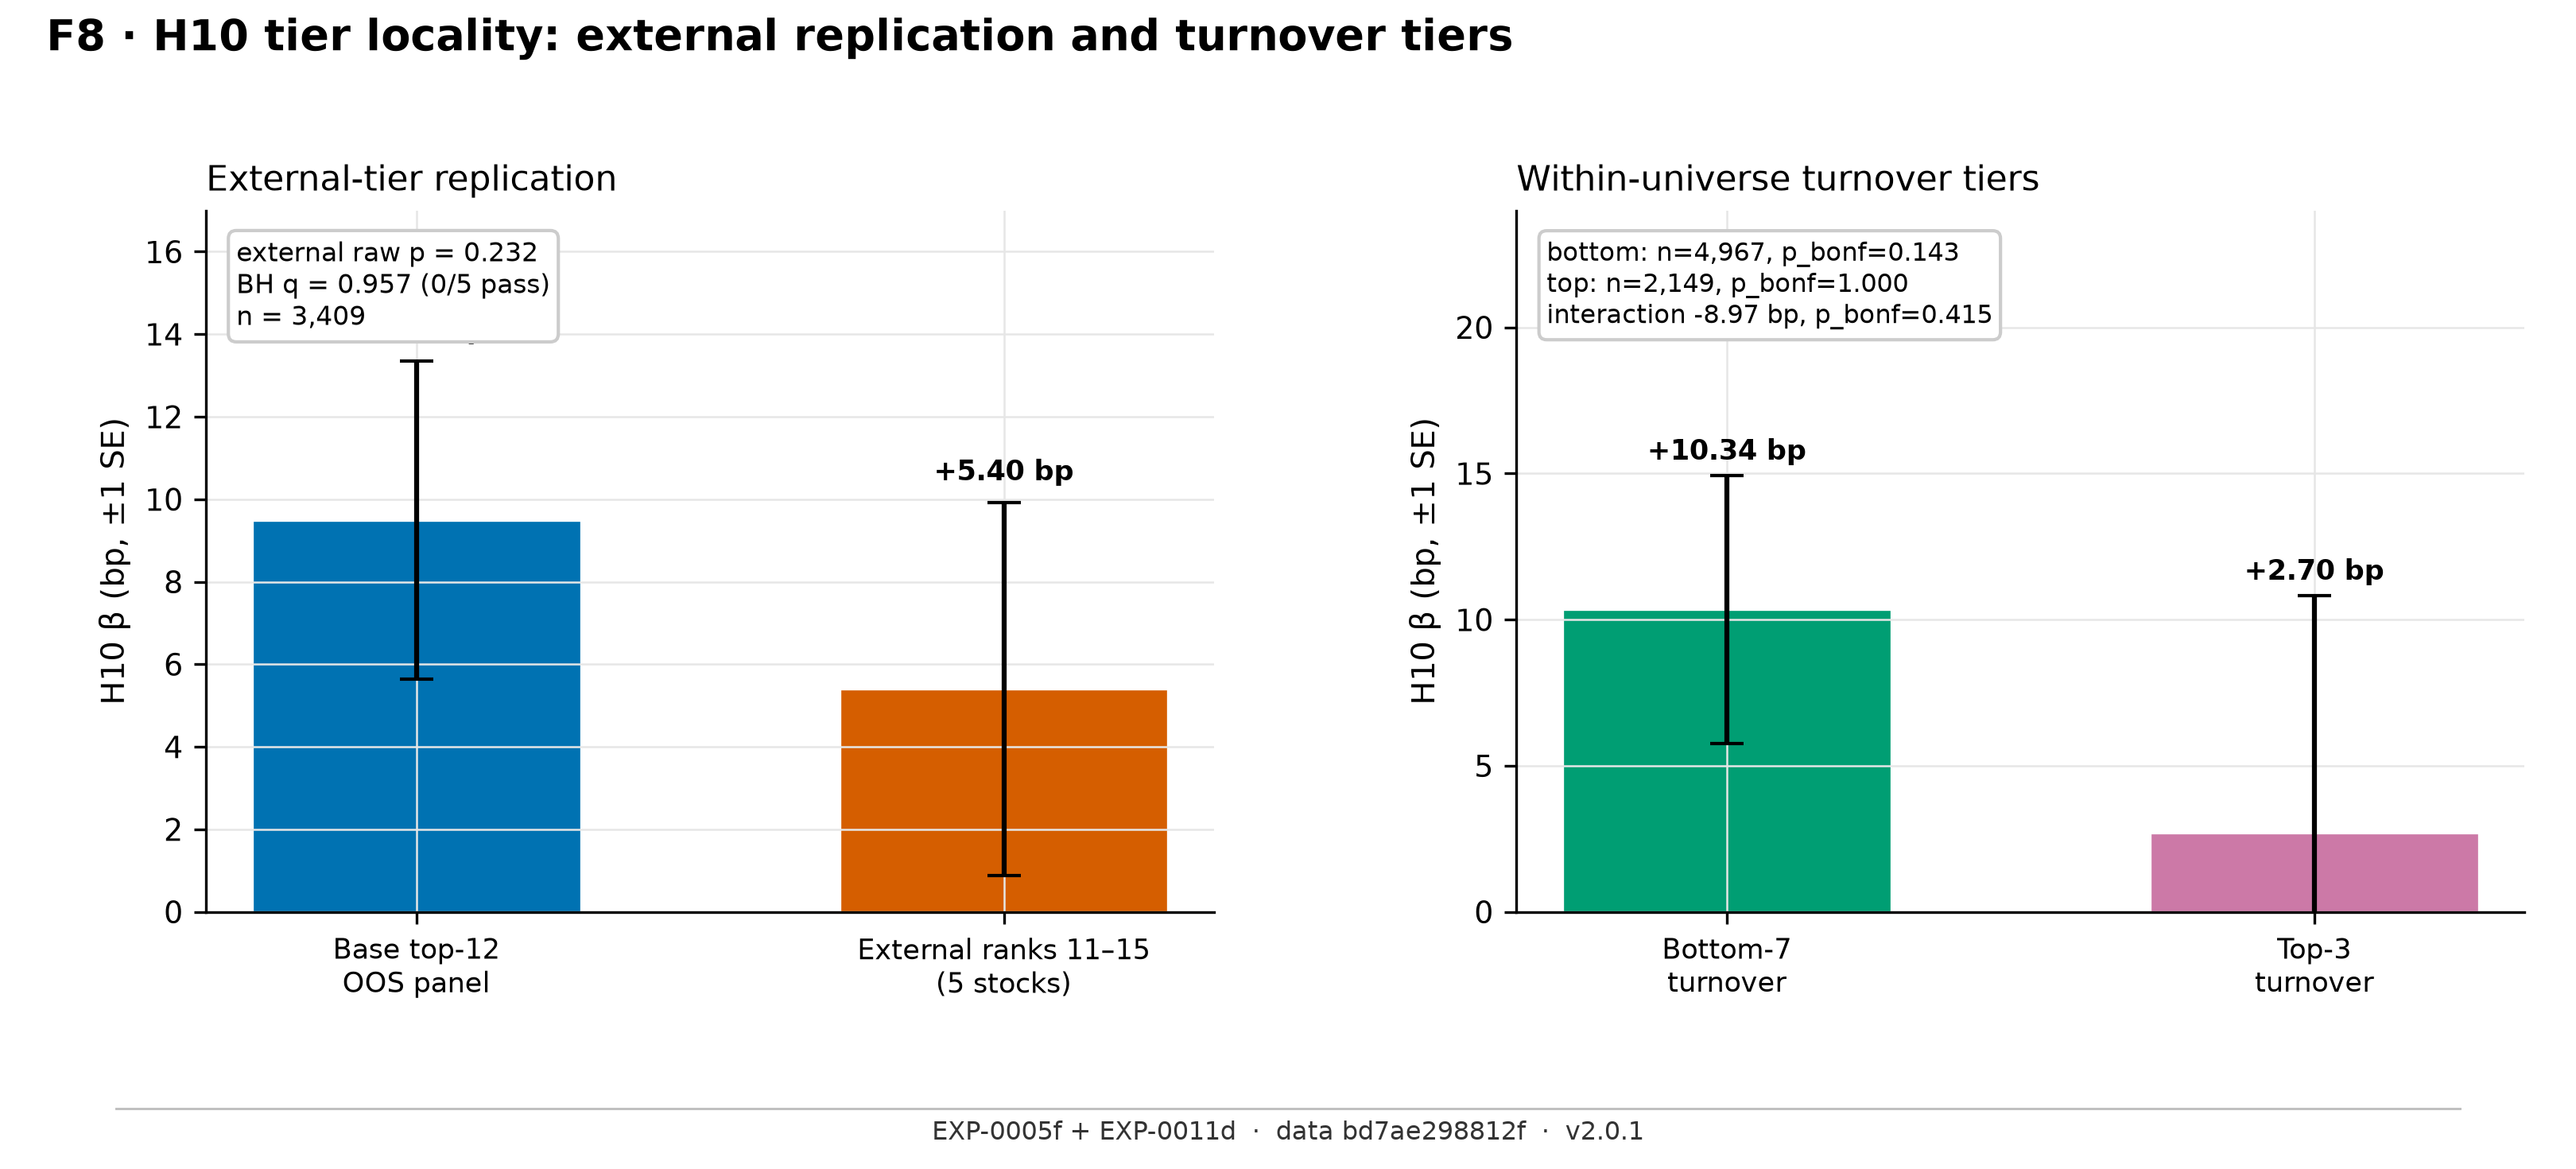 F8 · H10 tier locality: external replication and turnover tiers
External-tier replication
external raw p = 0.232
BH q = 0.957 (0/5 pass)
n = 3,409
16
14
12
10
8
6
4
2
0
H10 β (bp, ±1 SE)
+5.40 bp
Base top-12
OOS panel
External ranks 11–15
(5 stocks)
Within-universe turnover tiers
bottom: n=4,967, p_bonf=0.143
top: n=2,149, p_bonf=1.000
interaction -8.97 bp, p_bonf=0.415
20
15
10
5
0
H10 β (bp, ±1 SE)
+10.34 bp
+2.70 bp
Bottom-7
turnover
Top-3
turnover
EXP-0005f + EXP-0011d · data bd7ae298812f · v2.0.1